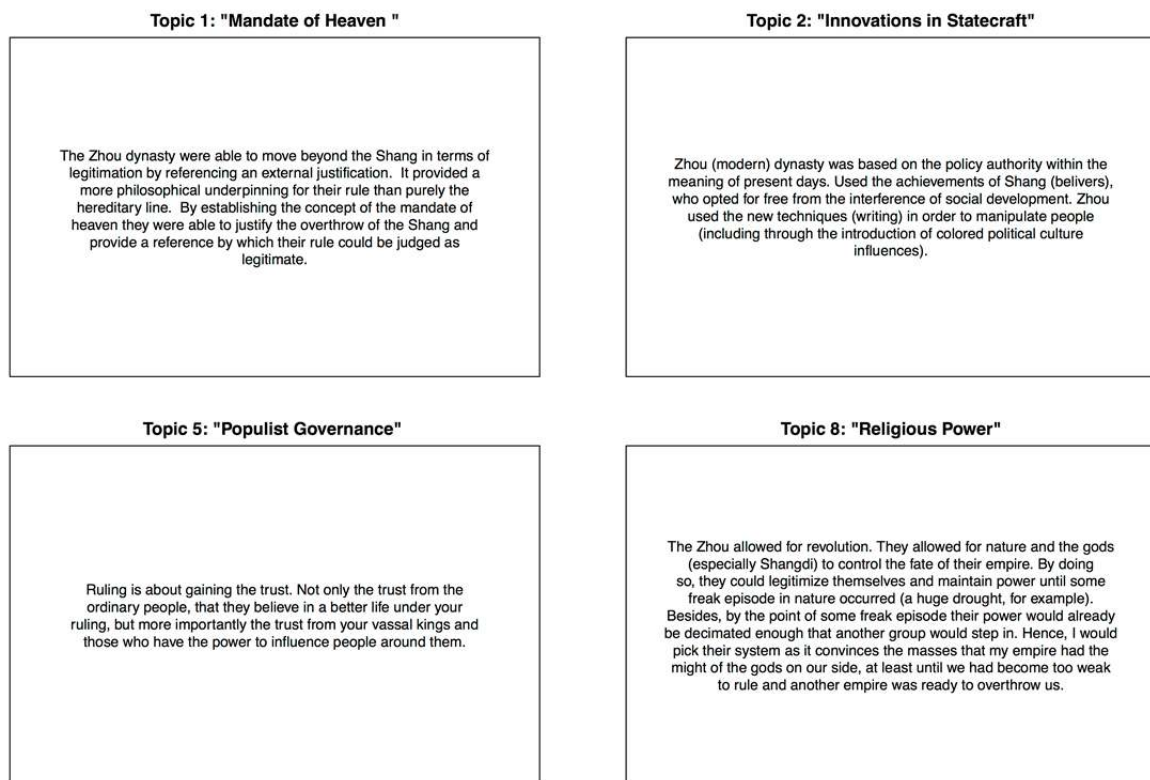 Topic 1: "Mandate of Heaven "
The Zhou dynasty were able to move beyond the Shang in terms of
legitimation by referencing an external justification.  It provided a
more philosophical underpinning for their rule than purely the
hereditary line.  By establishing the concept of the mandate of
heaven they were able to justify the overthrow of the Shang and
provide a reference by which their rule could be judged as
legitimate.
Topic 2: "Innovations in Statecraft"
Zhou (modern) dynasty was based on the policy authority within the
meaning of present days. Used the achievements of Shang (belivers),
who opted for free from the interference of social development. Zhou
used the new techniques (writing) in order to manipulate people
(including through the introduction of colored political culture
influences).
Topic 5: "Populist Governance"
Ruling is about gaining the trust. Not only the trust from the
ordinary people, that they believe in a better life under your
ruling, but more importantly the trust from your vassal kings and
those who have the power to influence people around them.
Topic 8: "Religious Power"
The Zhou allowed for revolution. They allowed for nature and the gods
(especially Shangdi) to control the fate of their empire. By doing
so, they could legitimize themselves and maintain power until some
freak episode in nature occurred (a huge drought, for example).
Besides, by the point of some freak episode their power would already
be decimated enough that another group would step in. Hence, I would
pick their system as it convinces the masses that my empire had the
might of the gods on our side, at least until we had become too weak
to rule and another empire was ready to overthrow us.